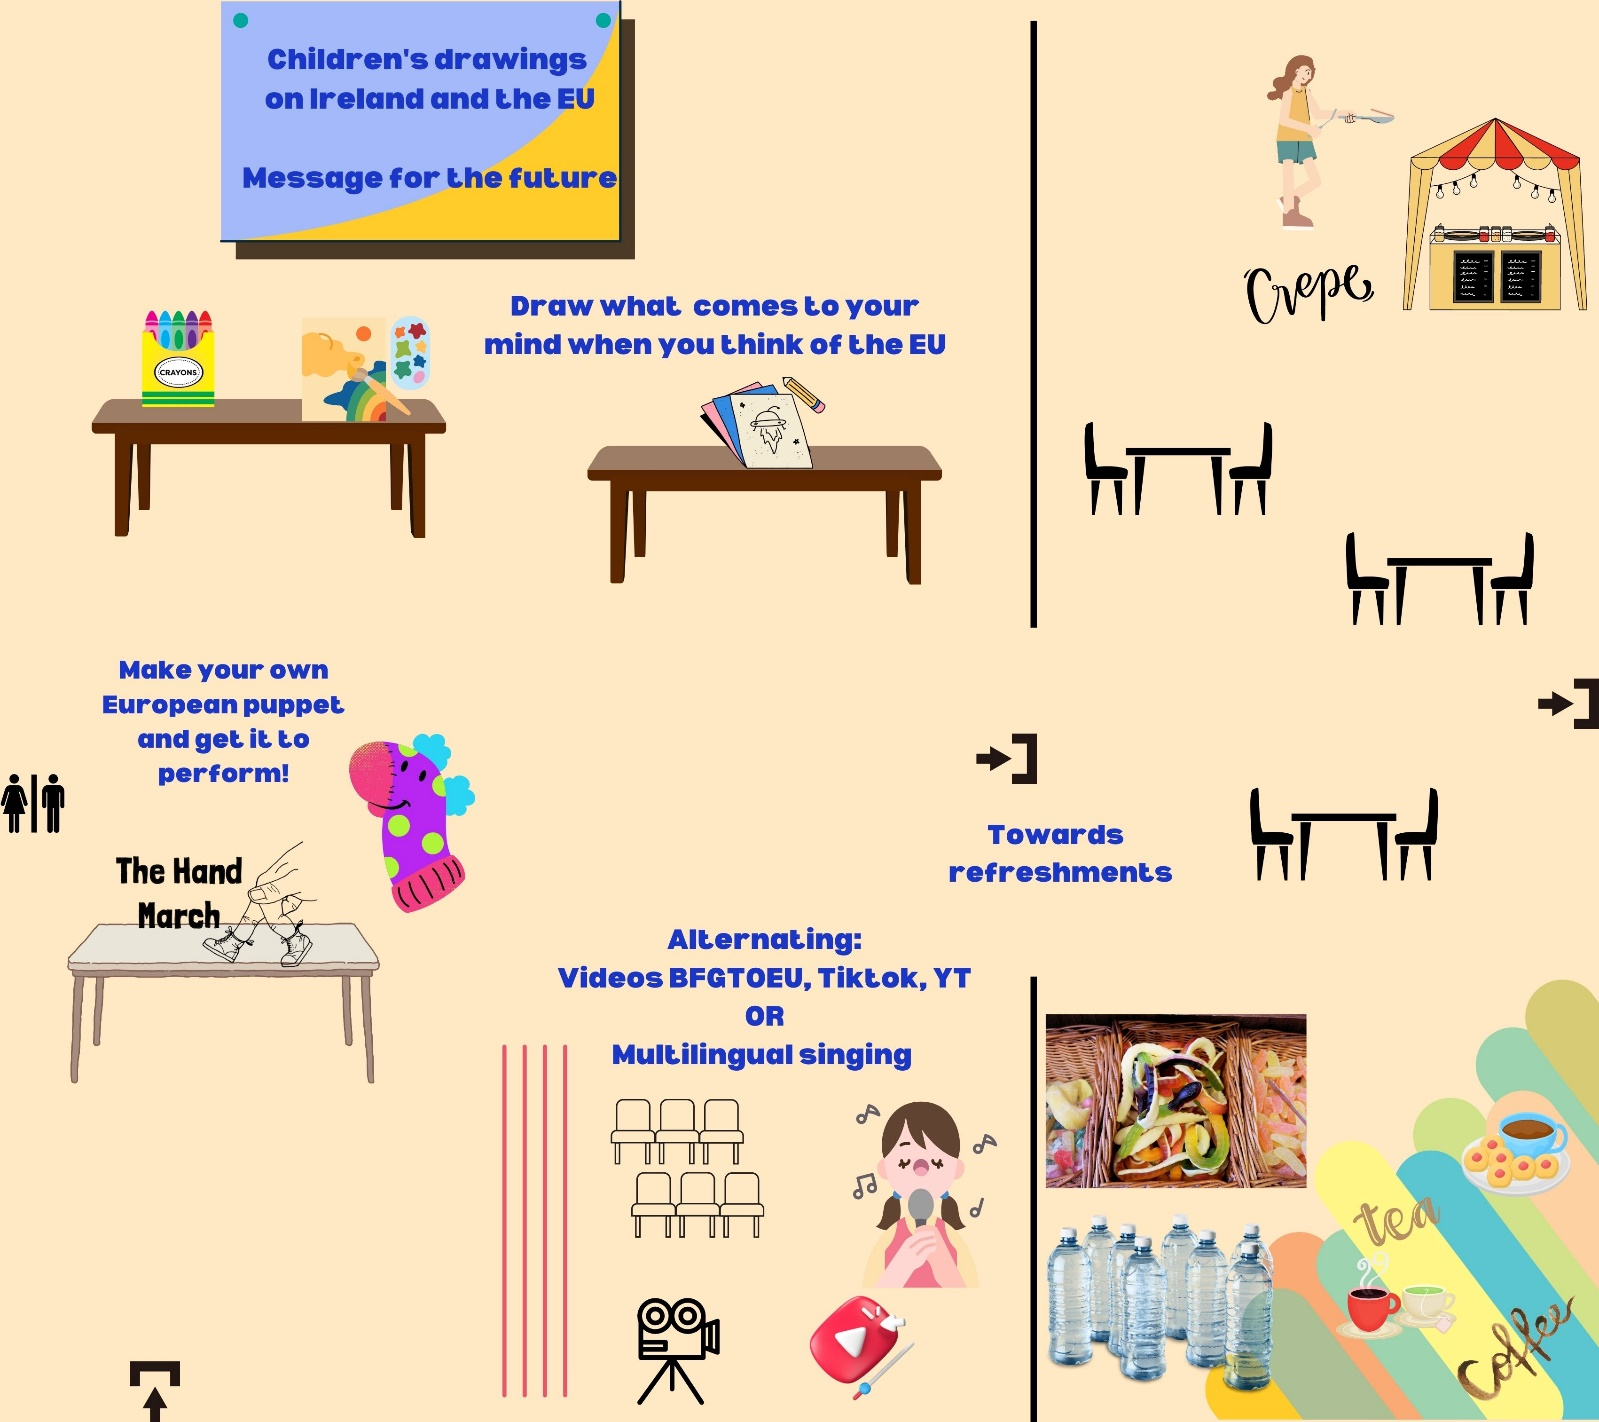 Children's drawings
on Ireland and the EU
Message for the future
Crepe
Draw what comes to your
mind when you think of the EU
CRAYONS
Make your own
European puppet
and get it to
perform!
The Hand
March
Towards
refreshments
Alternating:
Videos BFGTOEU, Tiktok, YT
OR
Multilingual singing
tea
Coffee